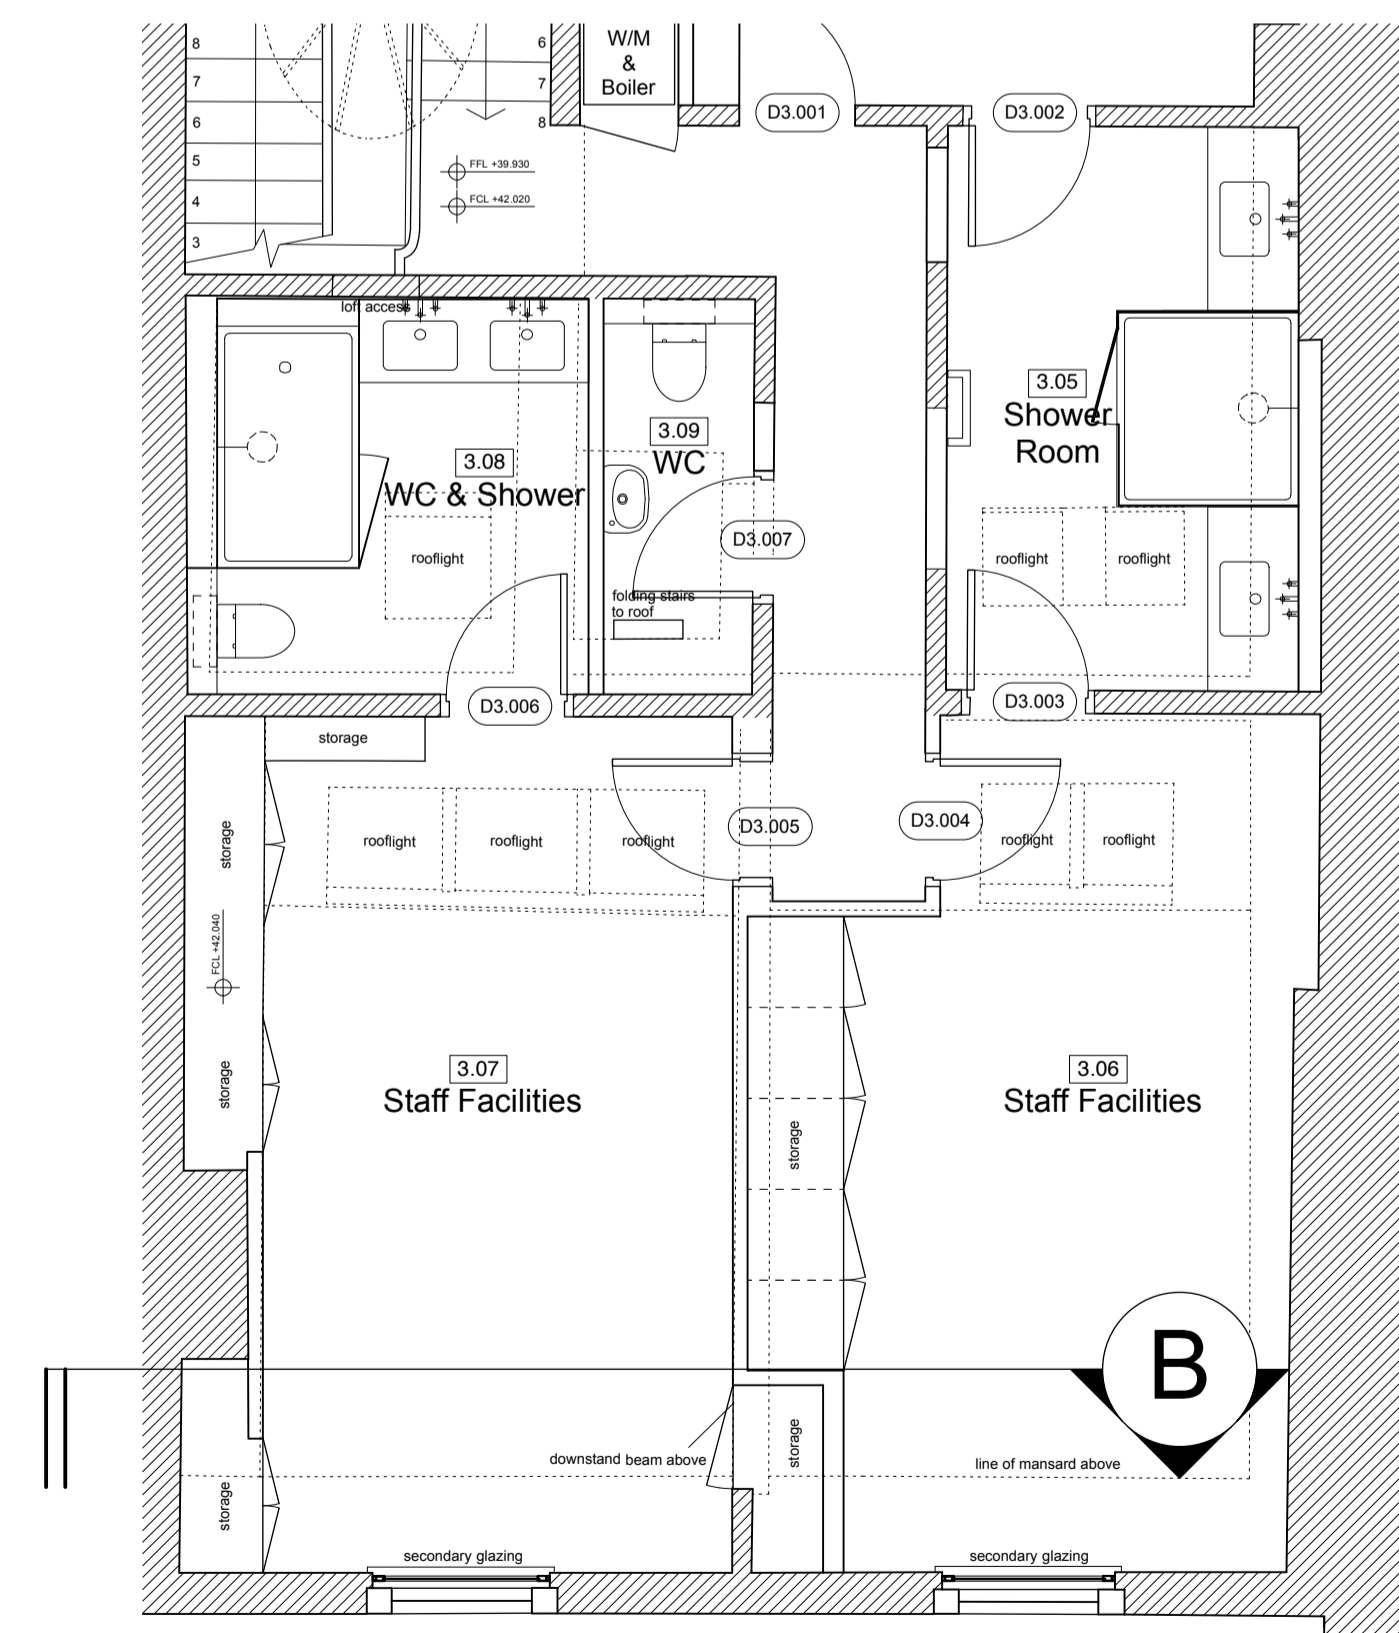 8
7
6
5
4
3
6
7
8
W/M
&
Boiler
D3.001
D3.002
FFL +39.930
FCL +42.020
loft access
3.08
WC & Shower
rooflight
3.09
WC
D3.007
folding stairs
to roof
3.05
Shower
Room
rooflight
rooflight
D3.006
D3.003
storage
storage
rooflight
rooflight
rooflight
D3.005
D3.004
rooflight
rooflight
FCL +42.040
storage
3.07
Staff Facilities
3.06
Staff Facilities
storage
B
downstand beam above
storage
line of mansard above
storage
secondary glazing
secondary glazing